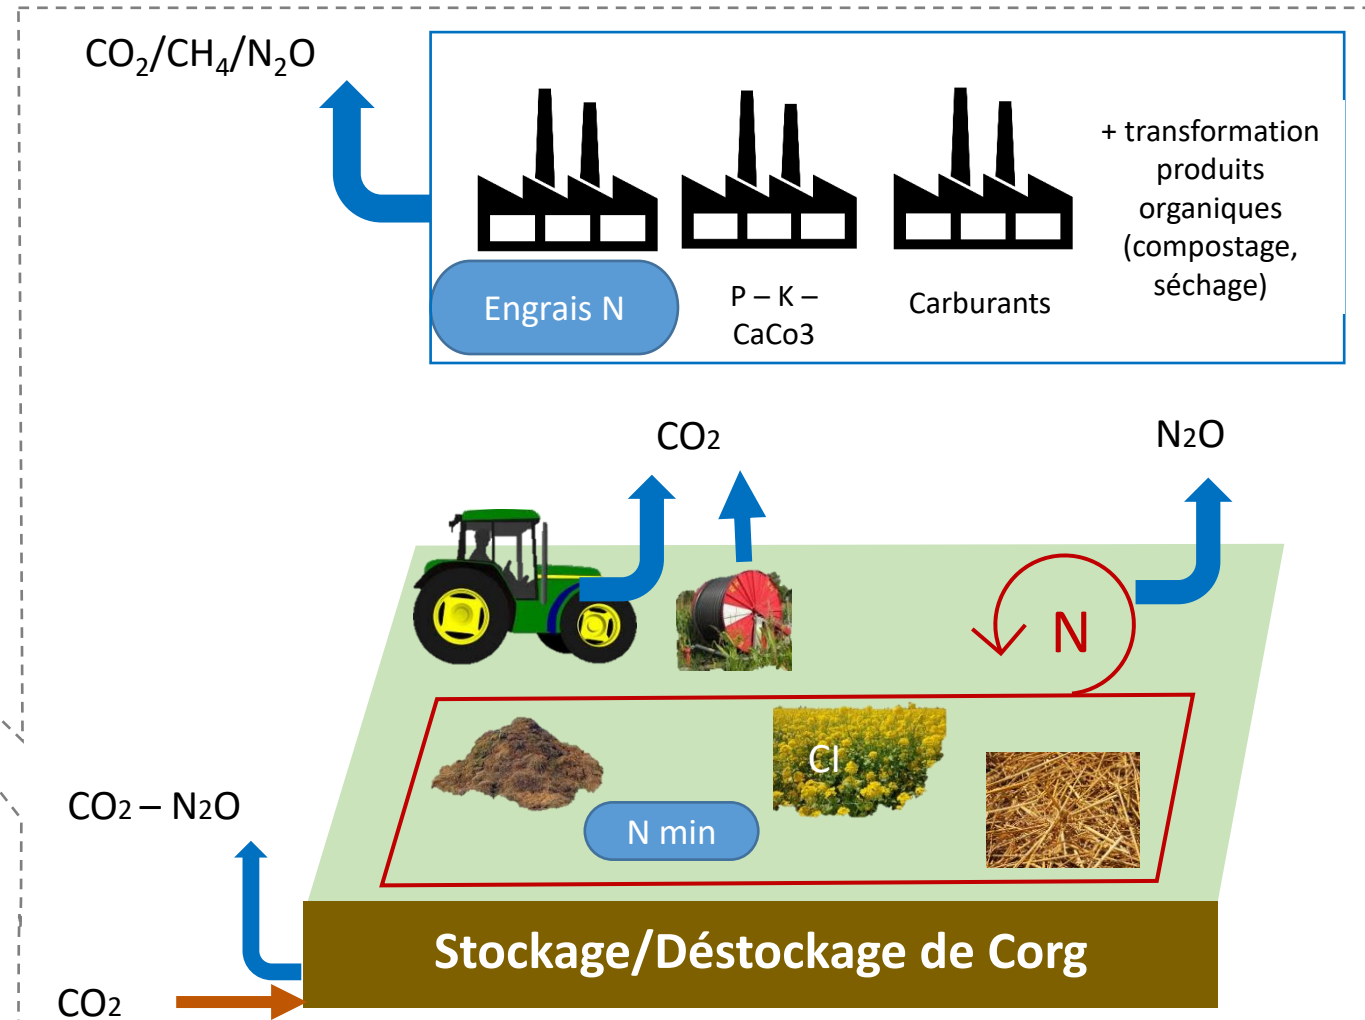 CO₂/CH₄/N₂O
+ transformation
produits
organiques
(compostage,
séchage)
Engrais N
P – K –
CaCo3
Carburants
CO2
N2O
N
CI
N min
CO2 – N2O
Stockage/Déstockage de Corg
CO2